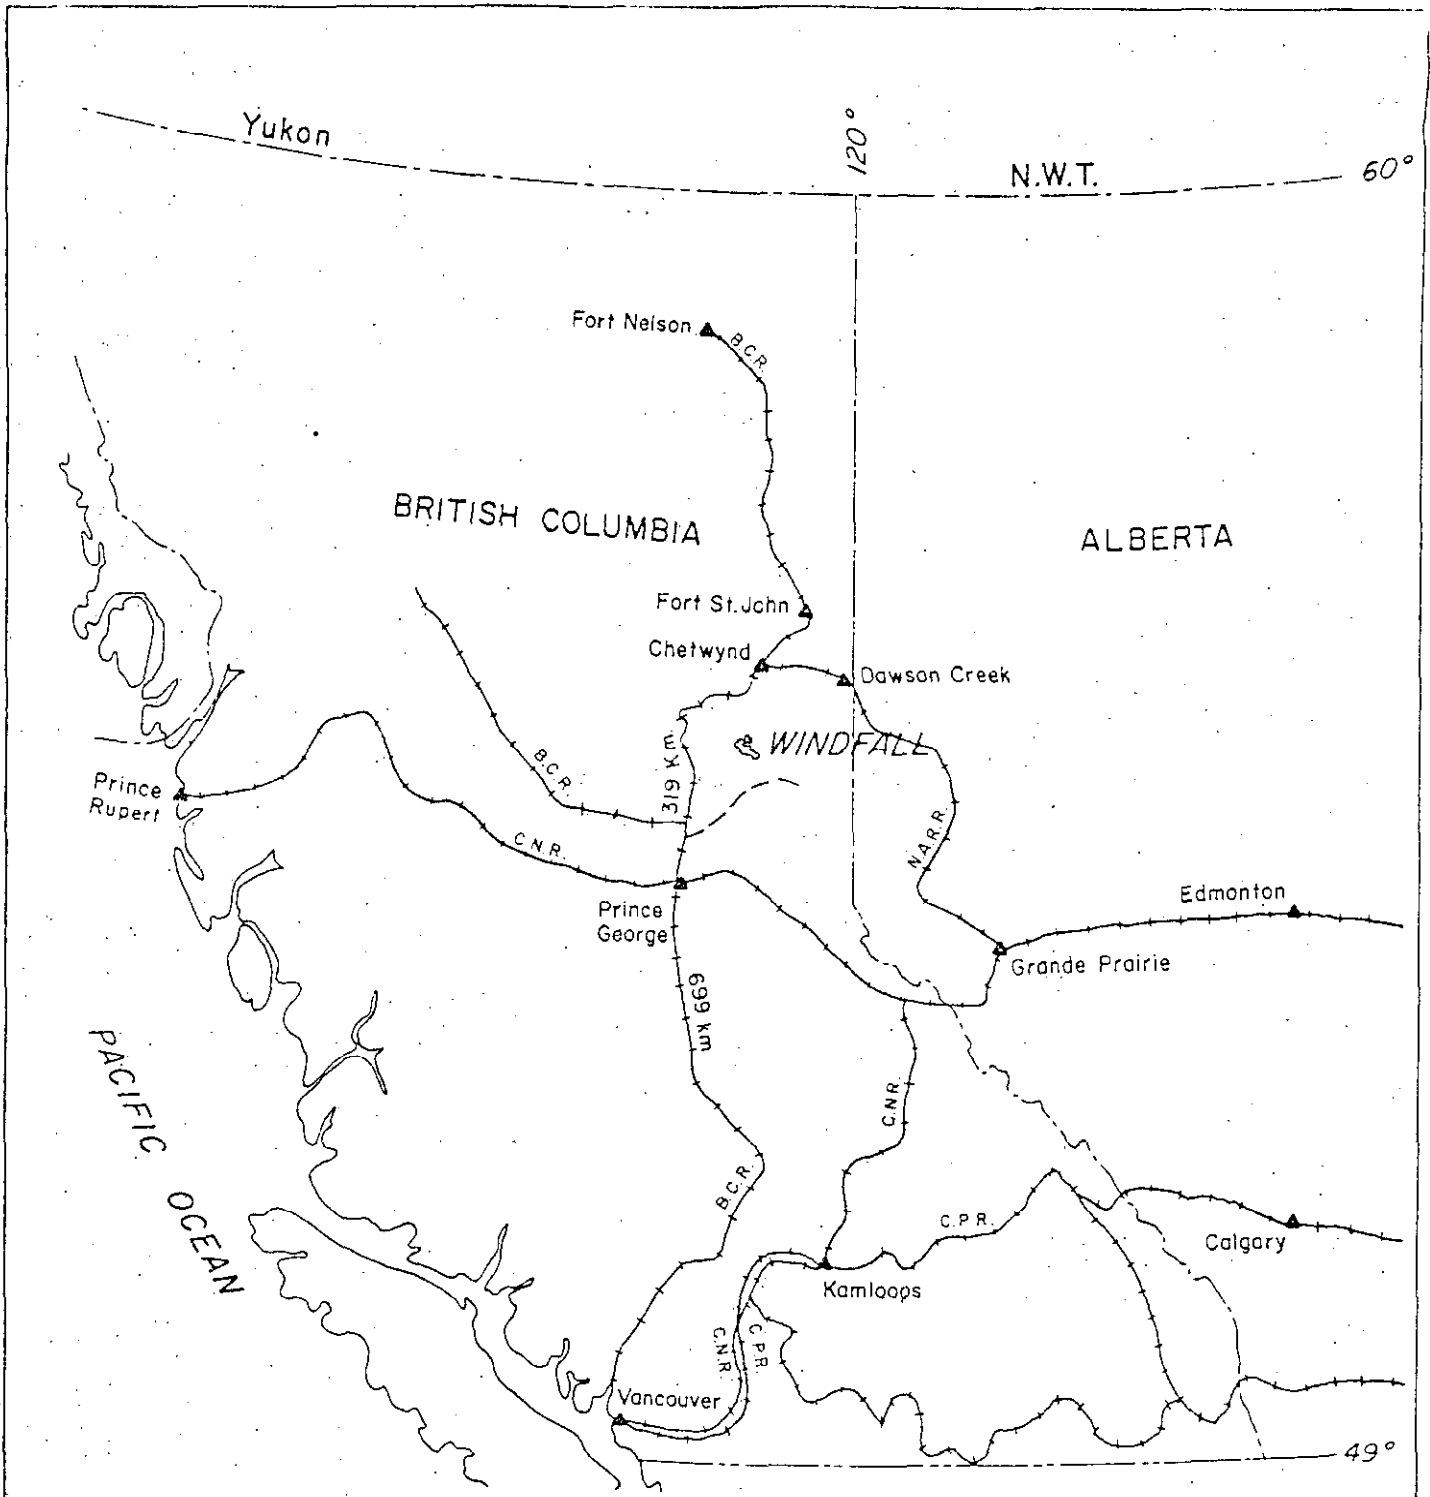 Yukon
120°
N.W.T.
60°
Fort Nelson
B.C.R.
BRITISH COLUMBIA
ALBERTA
Fort St. John
Chetwynd
Dawson Creek
WINDFALL
319 Km.
B.C.R.
Prince
Rupert
C.N.R.
N.A.R.R.
Edmonton
Prince
George
Grande Prairie
699 km
PACIFIC
OCEAN
C.N.R.
B.C.R.
C.P.R.
Calgary
Kamloops
C.N.R.
C.P.R.
Vancouver
49°